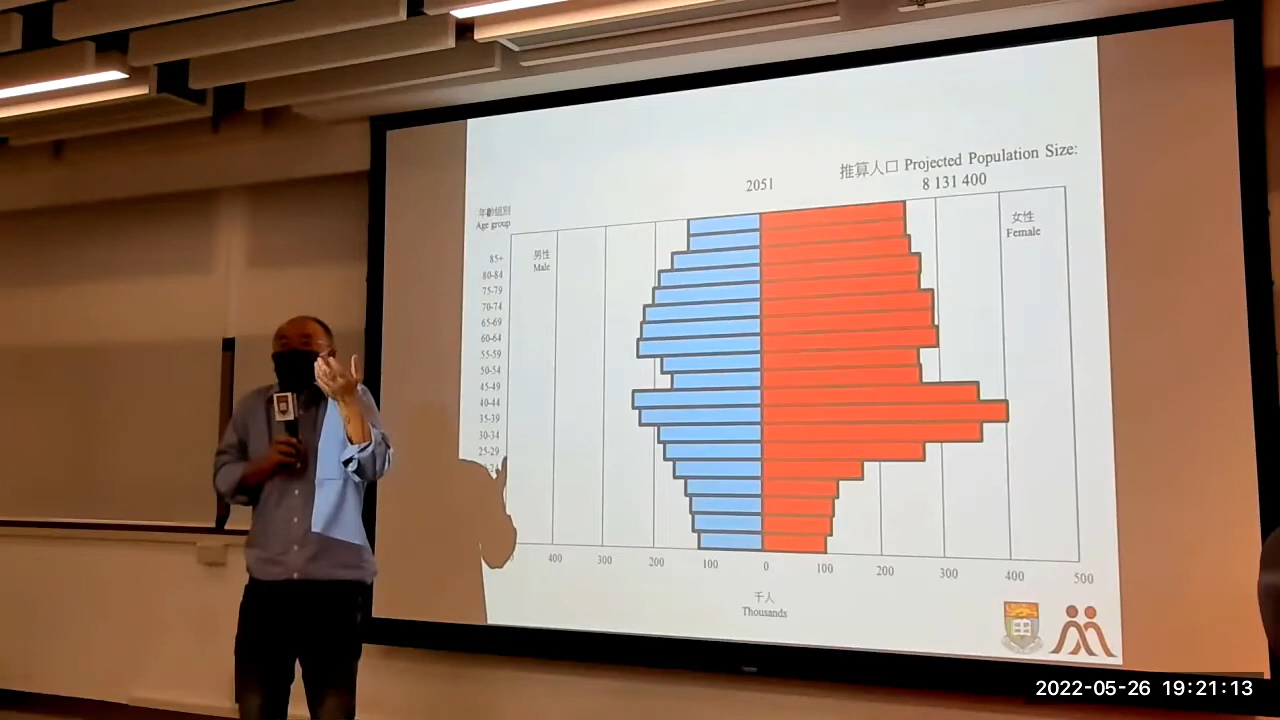 推算人口 Projected Population Size:
2051
8 131 400
年齡組別
Age group
男性
Male
女性
Female
85+
80-84
75-79
70-74
65-69
60-64
55-59
50-54
45-49
40-44
35-39
30-34
25-29
400 300 200 100 0 100 200 300 400 500
千人
Thousands
2022-05-26 19:21:13